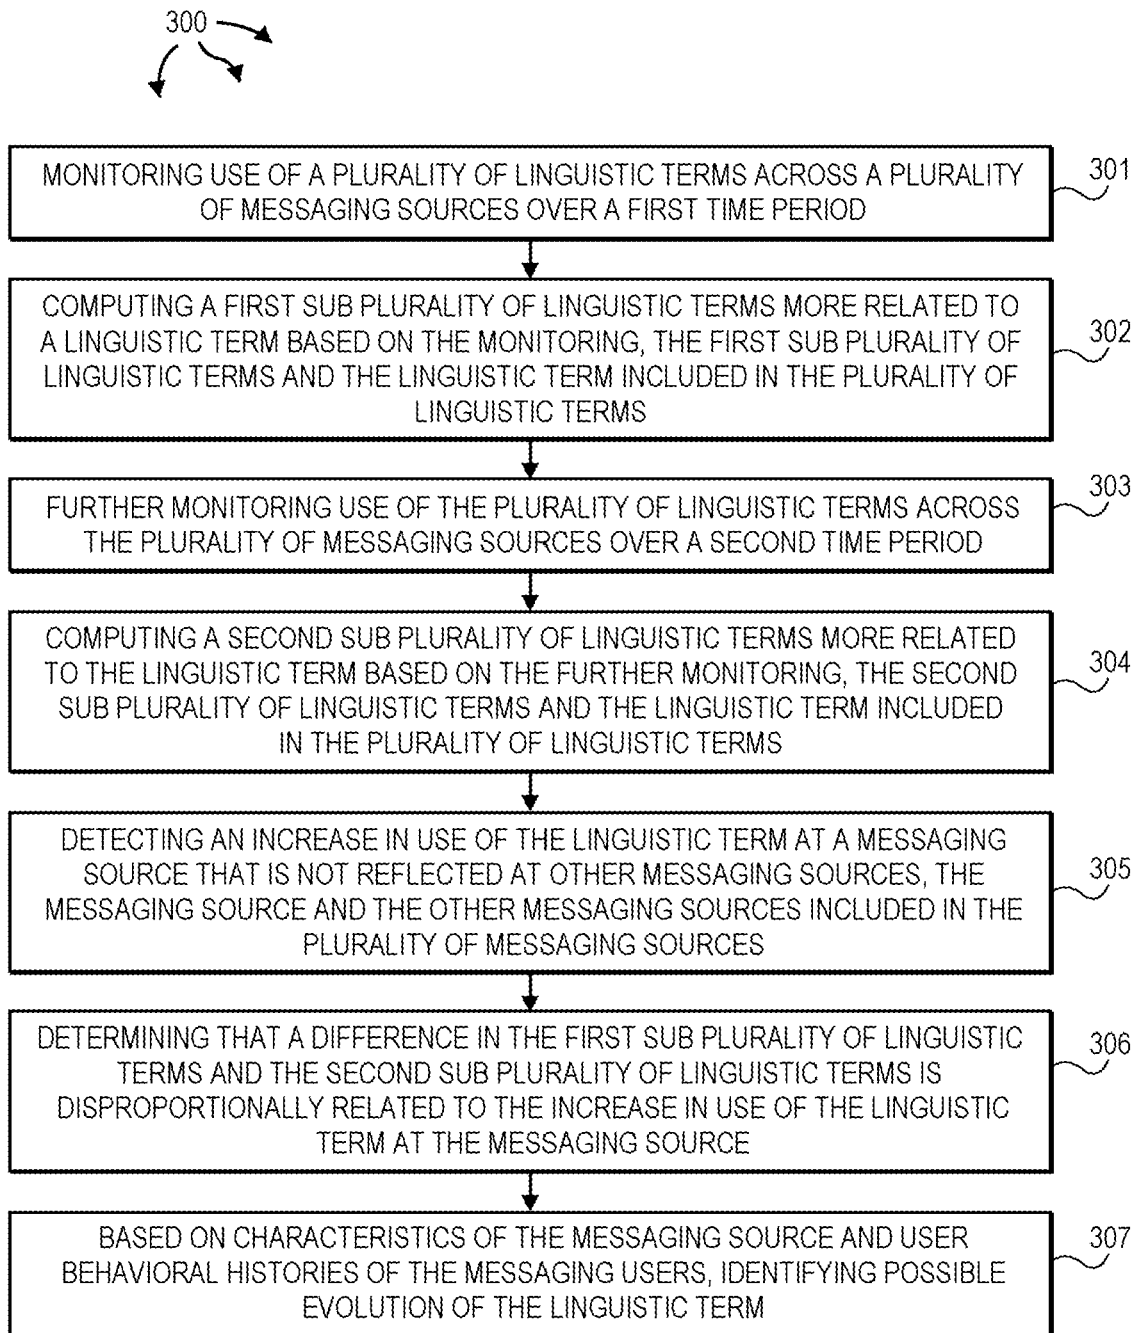 300
MONITORING USE OF A PLURALITY OF LINGUISTIC TERMS ACROSS A PLURALITY
OF MESSAGING SOURCES OVER A FIRST TIME PERIOD
301
COMPUTING A FIRST SUB PLURALITY OF LINGUISTIC TERMS MORE RELATED TO
A LINGUISTIC TERM BASED ON THE MONITORING, THE FIRST SUB PLURALITY OF
LINGUISTIC TERMS AND THE LINGUISTIC TERM INCLUDED IN THE PLURALITY OF
LINGUISTIC TERMS
302
FURTHER MONITORING USE OF THE PLURALITY OF LINGUISTIC TERMS ACROSS
THE PLURALITY OF MESSAGING SOURCES OVER A SECOND TIME PERIOD
303
COMPUTING A SECOND SUB PLURALITY OF LINGUISTIC TERMS MORE RELATED
TO THE LINGUISTIC TERM BASED ON THE FURTHER MONITORING, THE SECOND
SUB PLURALITY OF LINGUISTIC TERMS AND THE LINGUISTIC TERM INCLUDED
IN THE PLURALITY OF LINGUISTIC TERMS
304
DETECTING AN INCREASE IN USE OF THE LINGUISTIC TERM AT A MESSAGING
SOURCE THAT IS NOT REFLECTED AT OTHER MESSAGING SOURCES, THE
MESSAGING SOURCE AND THE OTHER MESSAGING SOURCES INCLUDED IN THE
PLURALITY OF MESSAGING SOURCES
305
DETERMINING THAT A DIFFERENCE IN THE FIRST SUB PLURALITY OF LINGUISTIC
TERMS AND THE SECOND SUB PLURALITY OF LINGUISTIC TERMS IS
DISPROPORTIONALLY RELATED TO THE INCREASE IN USE OF THE LINGUISTIC
TERM AT THE MESSAGING SOURCE
306
BASED ON CHARACTERISTICS OF THE MESSAGING SOURCE AND USER
BEHAVIORAL HISTORIES OF THE MESSAGING USERS, IDENTIFYING POSSIBLE
EVOLUTION OF THE LINGUISTIC TERM
307